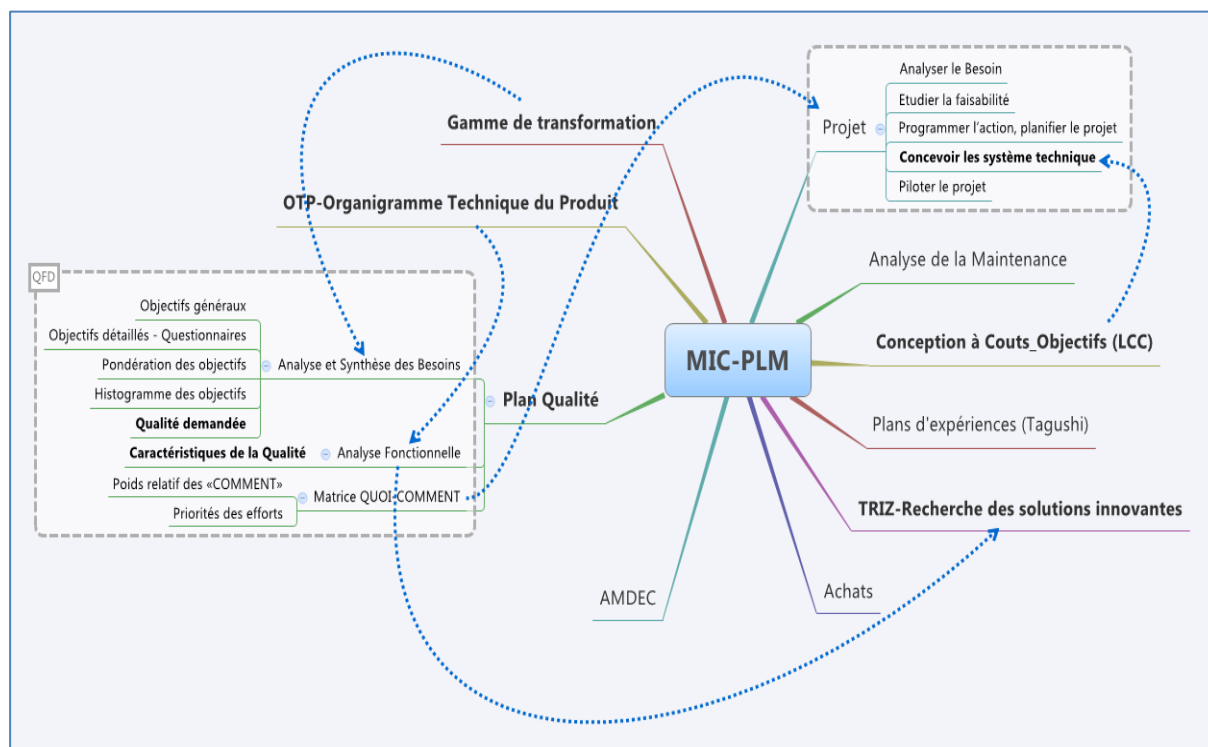 Analyser le Besoin
Etudier la faisabilité
Projet
Programmer l'action, planifier le projet
Concevoir les système technique
Piloter le projet
Gamme de transformation
OTP-Organigramme Technique du Produit
Analyse de la Maintenance
QFD
Objectifs généraux
Objectifs détaillés - Questionnaires
Pondération des objectifs
Analyse et Synthèse des Besoins
Histogramme des objectifs
Qualité demandée
Plan Qualité
Caractéristiques de la Qualité
Analyse Fonctionnelle
Poids relatif des «COMMENT»
Matrice QUOI-COMMENT
Priorités des efforts
MIC-PLM
Conception à Couts_Objectifs (LCC)
Plans d'expériences (Tagushi)
TRIZ-Recherche des solutions innovantes
Achats
AMDEC